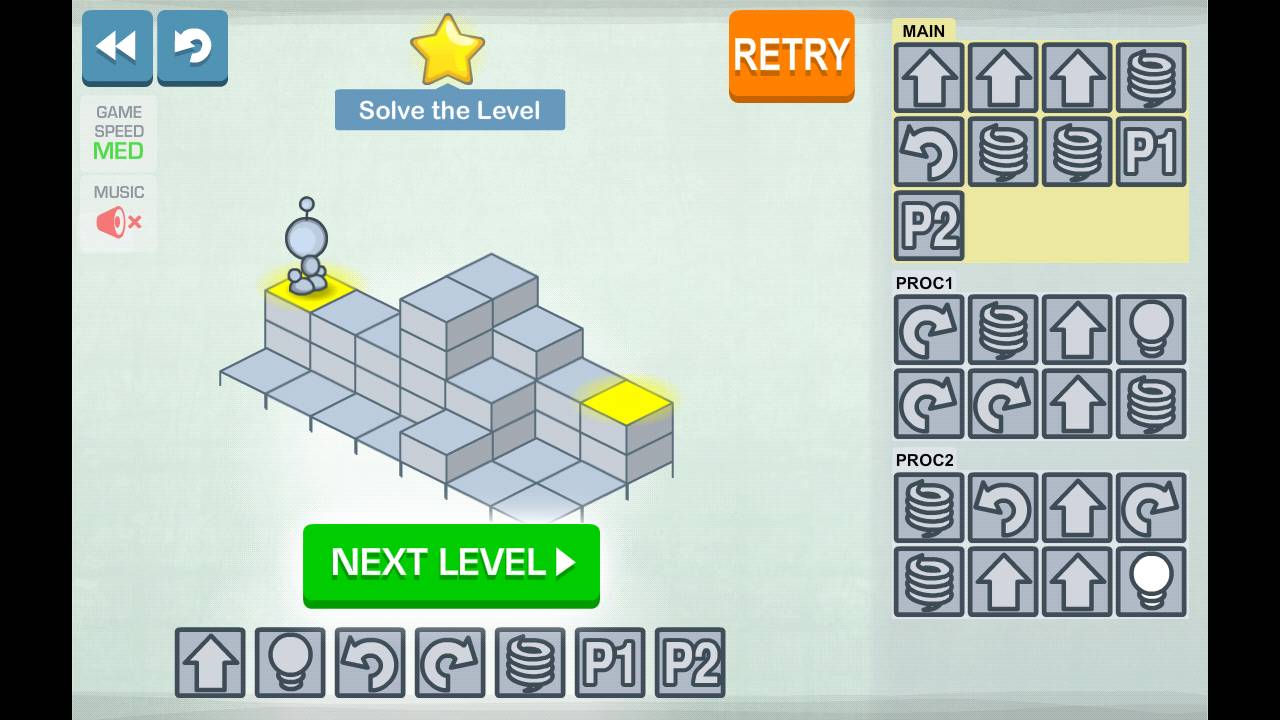 GAME
SPEED
MED
MUSIC
Solve the Level
RETRY
MAIN
P1
P2
PROC1
PROC2
NEXT LEVEL
P1
P2